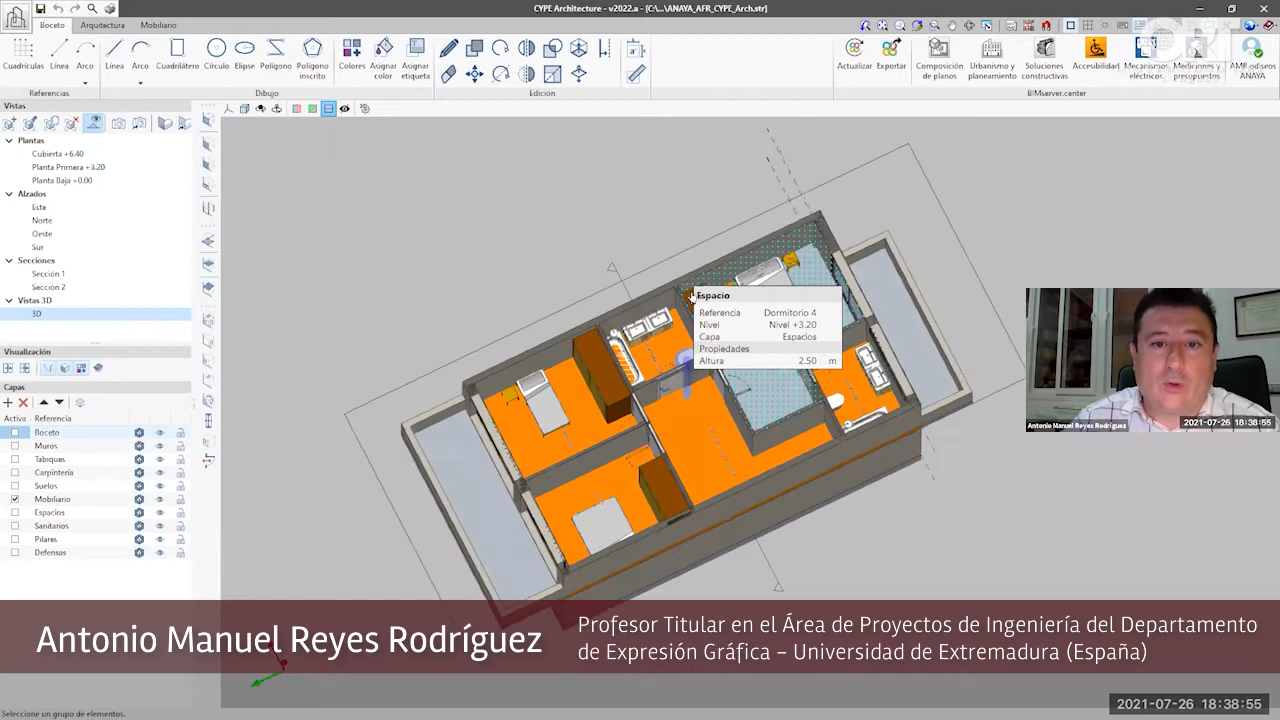 CYPE Architecture - v2022.a - [C:\...\ANAYA_AFR_CYPE_Arch.str]
Boceto Arquitectura Mobiliario
Cuadrículas Línea Arco Línea Arco Cuadrilátero Círculo Elipse Polígono Polígono inscrito Colores Asignar color Asignar etiqueta
Actualizar Exportar Composición de planos Urbanismo y planeamiento Soluciones constructivas Accesibilidad Mecanismos eléctricos Mediciones y presupuestos AMR odiseos ANAYA
Referencias Dibujo Edición BIMserver.center
Vistas
Plantas
Cubierta +6.40
Planta Primera +3.20
Planta Baja +0.00
Alzados
Este
Norte
Oeste
Sur
Secciones
Sección 1
Sección 2
Vistas 3D
3D
Visualización
Capas
Activa Referencia
Boceto
Muros
Tabiques
Carpintería
Suelos
Mobiliario
Espacios
Sanitarios
Pilares
Defensas
Espacio
Referencia Dormitorio 4
Nivel Nivel +3.20
Capa Espacios
Propiedades
Altura 2.50 m
Antonio Manuel Reyes Rodríguez 2021-07-26 18:38:55
Antonio Manuel Reyes Rodríguez
Profesor Titular en el Área de Proyectos de Ingeniería del Departamento
de Expresión Gráfica – Universidad de Extremadura (España)
2021-07-26 18:38:55
Seleccione un grupo de elementos.